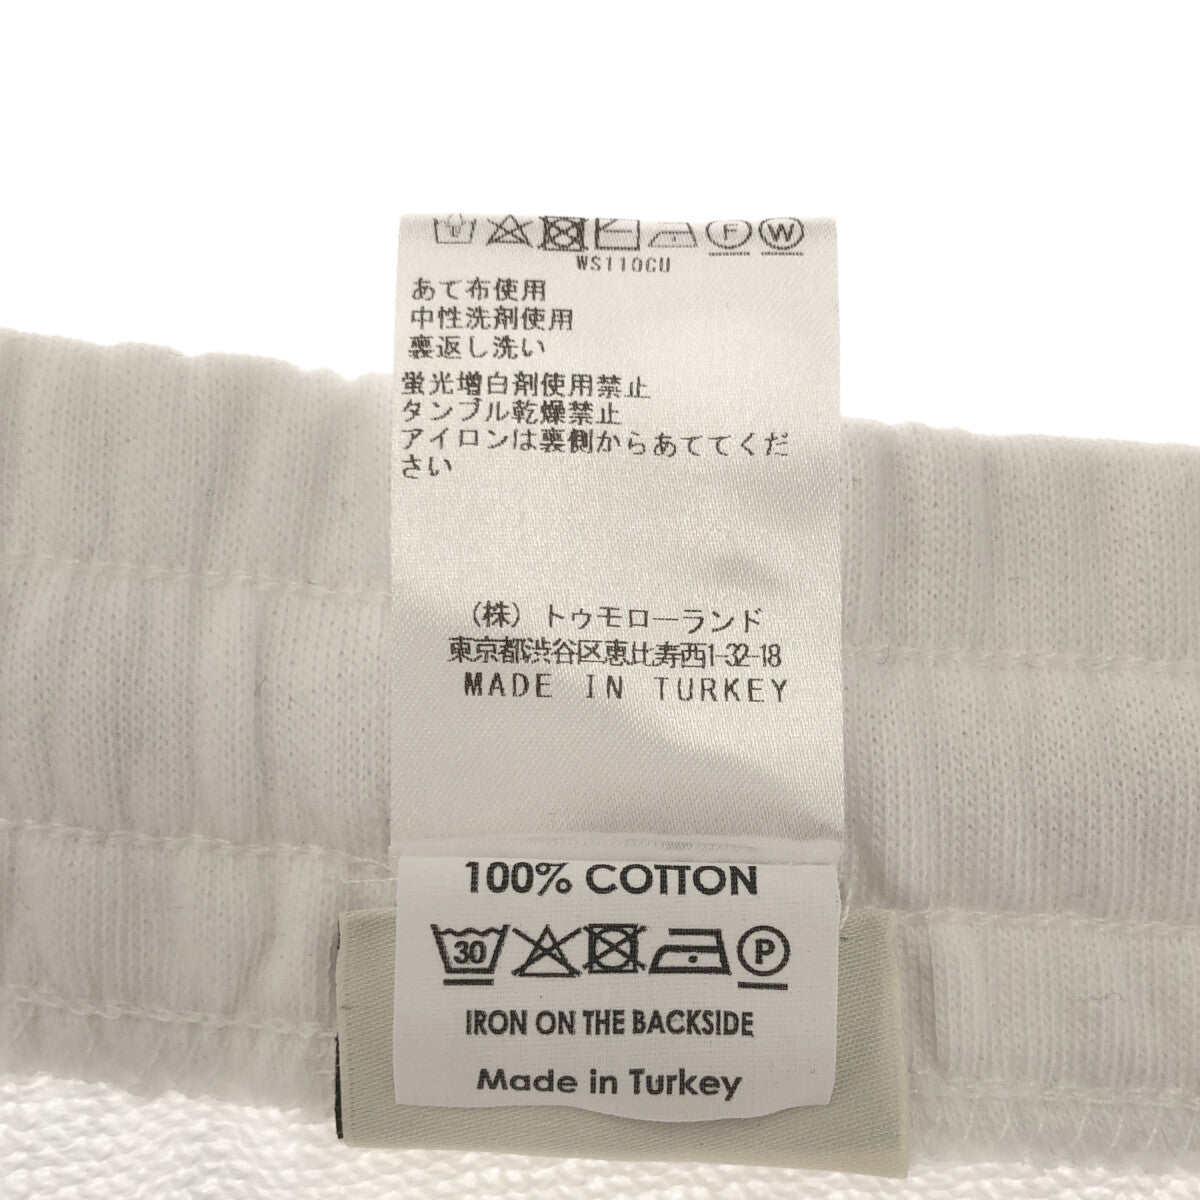 F W
WS110CU
あて布使用
中性洗剤使用
裏返し洗い
蛍光増白剤使用禁止
タンブル乾燥禁止
アイロンは裏側からあててくだ
さい
(株) トゥモローランド
東京都渋谷区恵比寿西1-32-18
MADE IN TURKEY
100% COTTON
30 P
IRON ON THE BACKSIDE
Made in Turkey